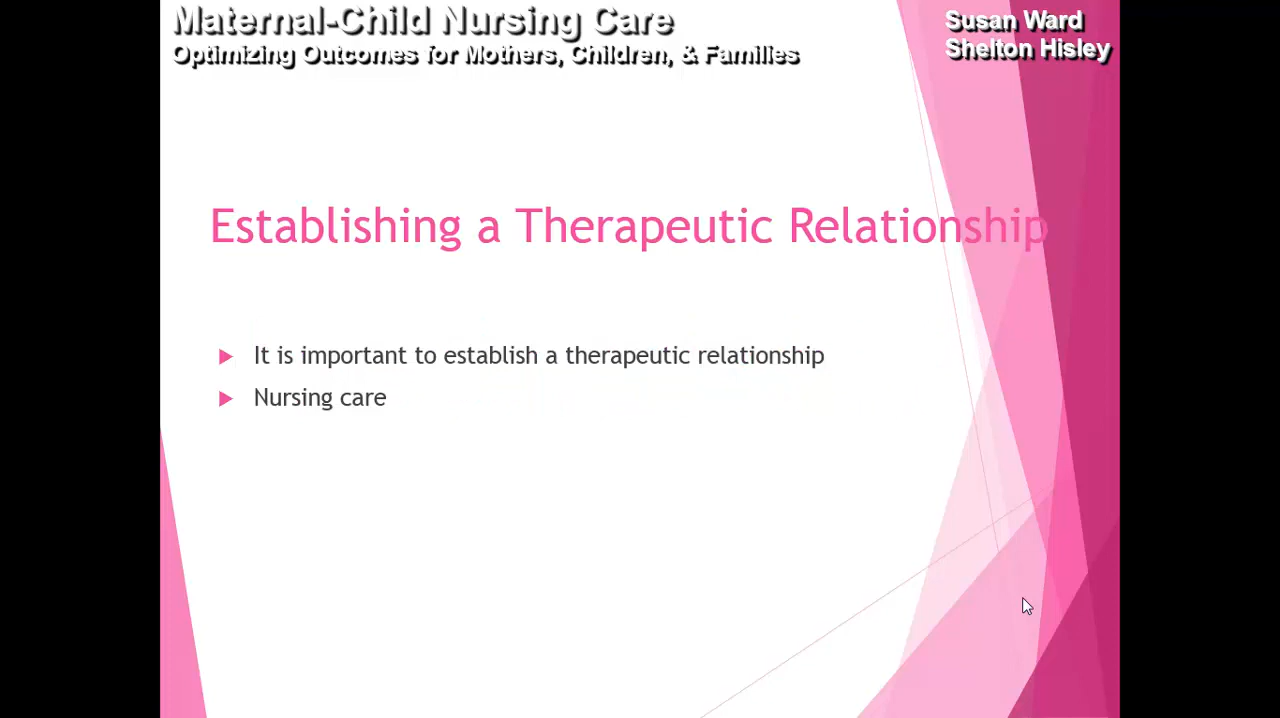 Maternal-Child Nursing Care
Optimizing Outcomes for Mothers, Children, & Families
Susan Ward
Shelton Hisley
Establishing a Therapeutic Relationship
It is important to establish a therapeutic relationship
Nursing care